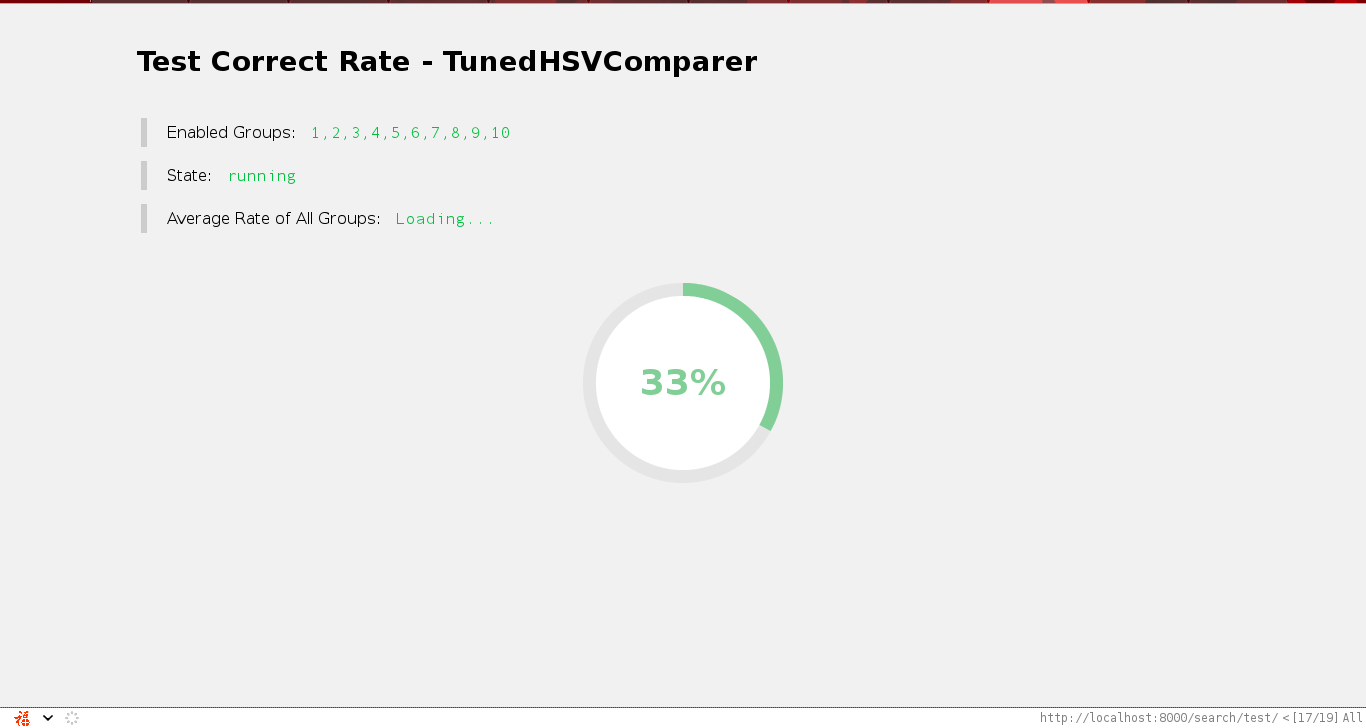 Test Correct Rate - TunedHSVComparer
Enabled Groups: 1,2,3,4,5,6,7,8,9,10
State: running
Average Rate of All Groups: Loading...
33%
福
http://localhost:8000/search/test/ <[17/19] All